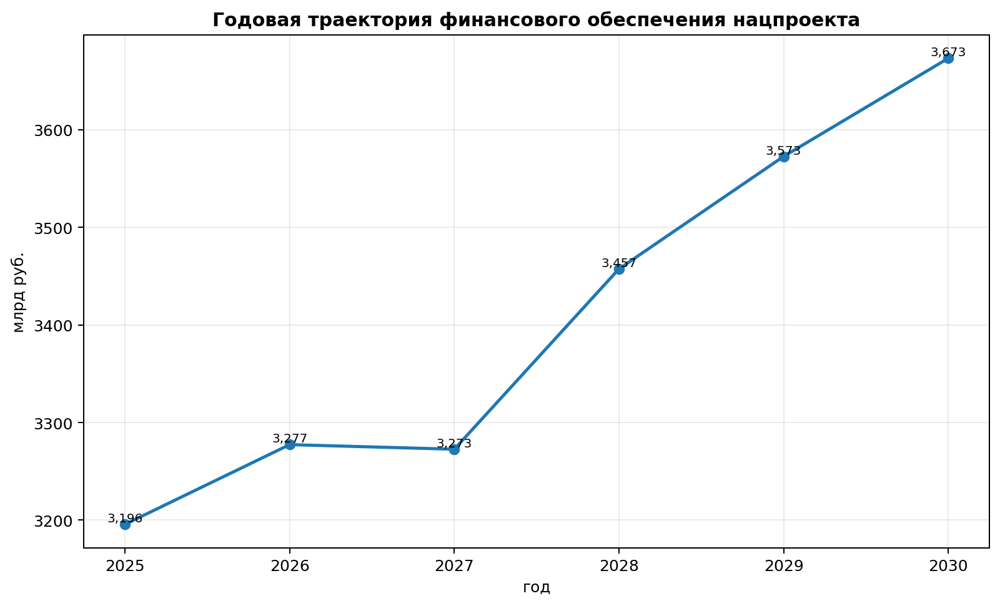 Годовая траектория финансового обеспечения нацпроекта
млрд руб.
3600
3500
3400
3300
3200
3,196
3,277
3,273
3,457
3,573
3,673
2025 2026 2027 2028 2029 2030
год